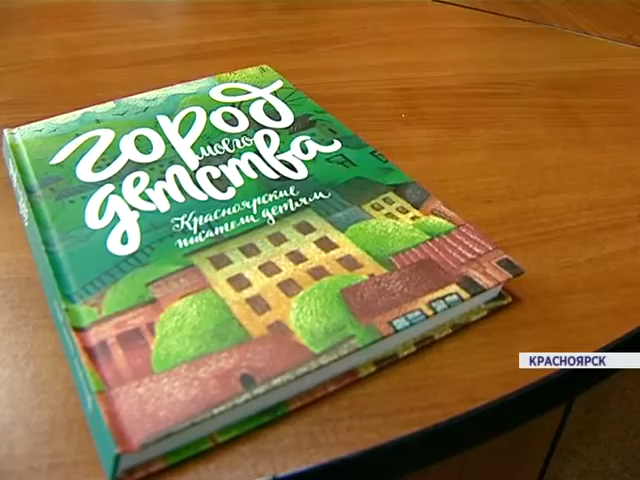 город
моего
детства
Красноярские
писатели детям
КРАСНОЯРСК